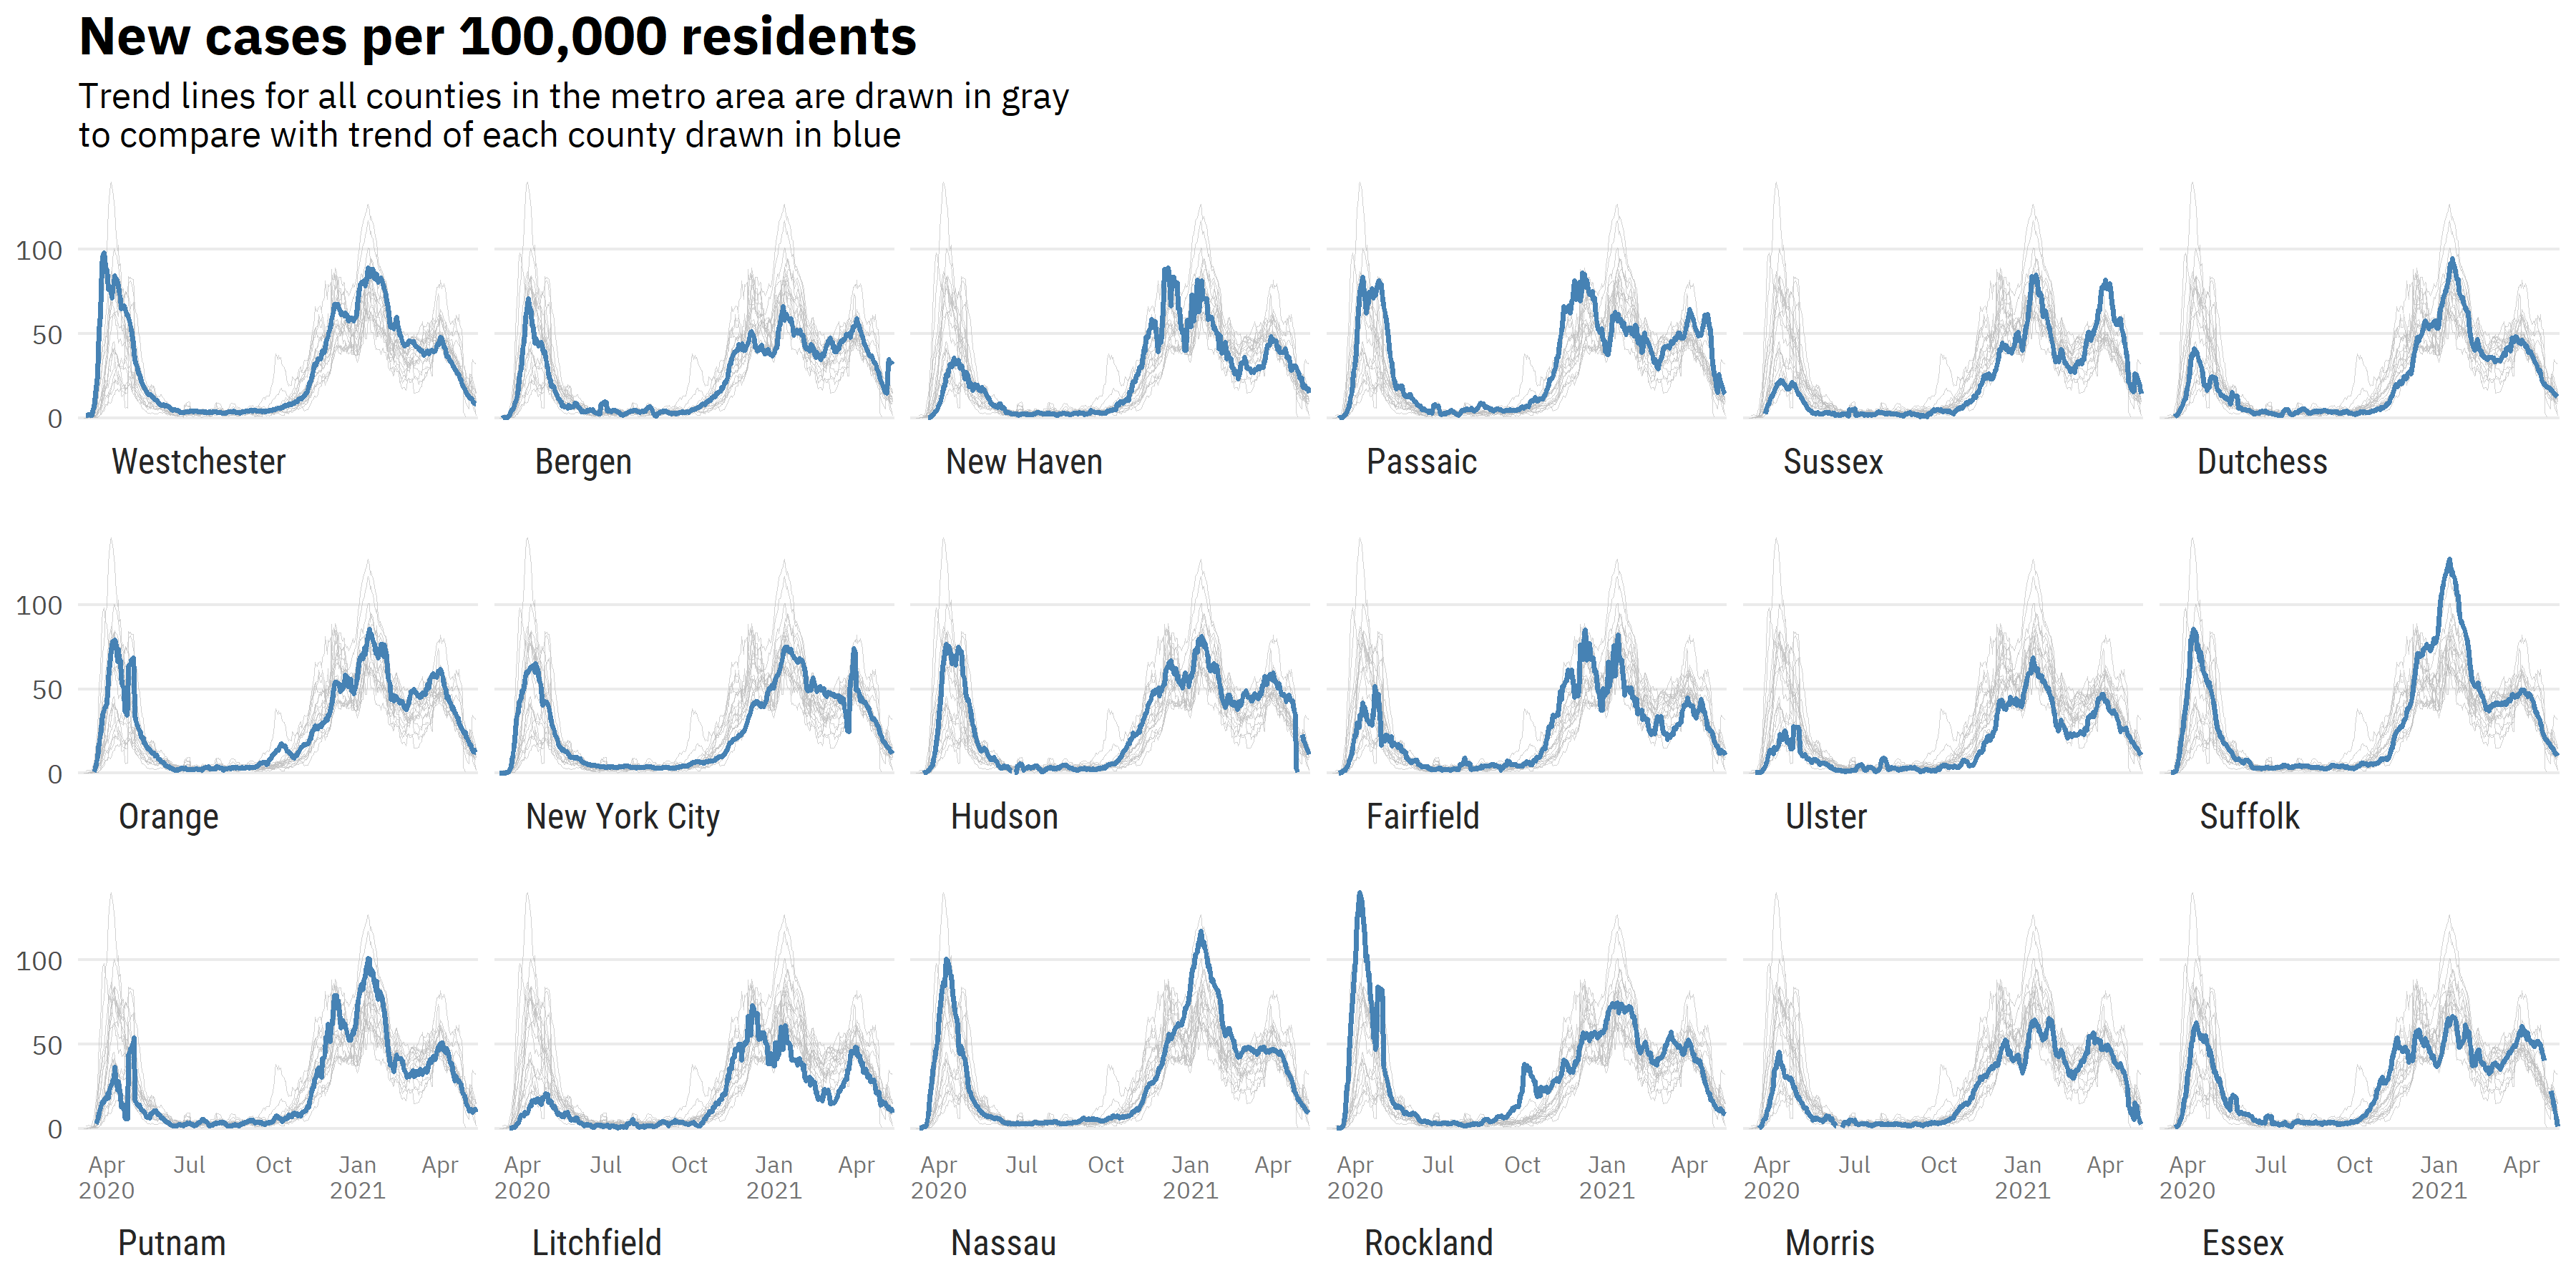 New cases per 100,000 residents
Trend lines for all counties in the metro area are drawn in gray
to compare with trend of each county drawn in blue
100
50
0
Westchester Bergen New Haven Passaic Sussex Dutchess
100
50
0
Orange New York City Hudson Fairfield Ulster Suffolk
100
50
0
Apr Jul Oct Jan Apr Apr Jul Oct Jan Apr Apr Jul Oct Jan Apr Apr Jul Oct Jan Apr Apr Jul Oct Jan Apr Apr Jul Oct Jan Apr
2020 2021 2020 2021 2020 2021 2020 2021 2020 2021 2020 2021
Putnam Litchfield Nassau Rockland Morris Essex